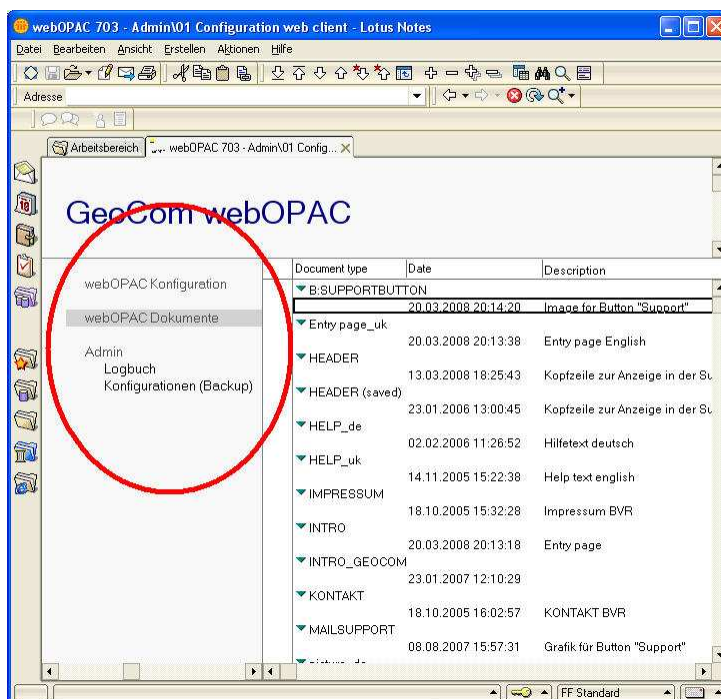 webOPAC 703 - Admin\01 Configuration web client - Lotus Notes
Datei Bearbeiten Ansicht Erstellen Aktionen Hilfe
Adresse
Arbeitsbereich webOPAC 703 - Admin\01 Config...
GeoCom webOPAC
webOPAC Konfiguration
webOPAC Dokumente
Admin
Logbuch
Konfigurationen (Backup)
Document type Date Description
B:SUPPORTBUTTON
20.03.2008 20:14:20 Image for Button "Support"
Entry page_uk
20.03.2008 20:13:38 Entry page English
HEADER
13.03.2008 18:25:43 Kopfzeile zur Anzeige in der Su
HEADER (saved)
23.01.2006 13:00:45 Kopfzeile zur Anzeige in der Su
HELP_de
02.02.2006 11:26:52 Hilfetext deutsch
HELP_uk
14.11.2005 15:22:38 Help text english
IMPRESSUM
18.10.2005 15:32:28 Impressum BVR
INTRO
20.03.2008 20:13:18 Entry page
INTRO_GEOCOM
23.01.2007 12:10:29
KONTAKT
18.10.2005 16:02:57 KONTAKT BVR
MAILSUPPORT
08.08.2007 15:57:31 Grafik für Button "Support"
FF Standard